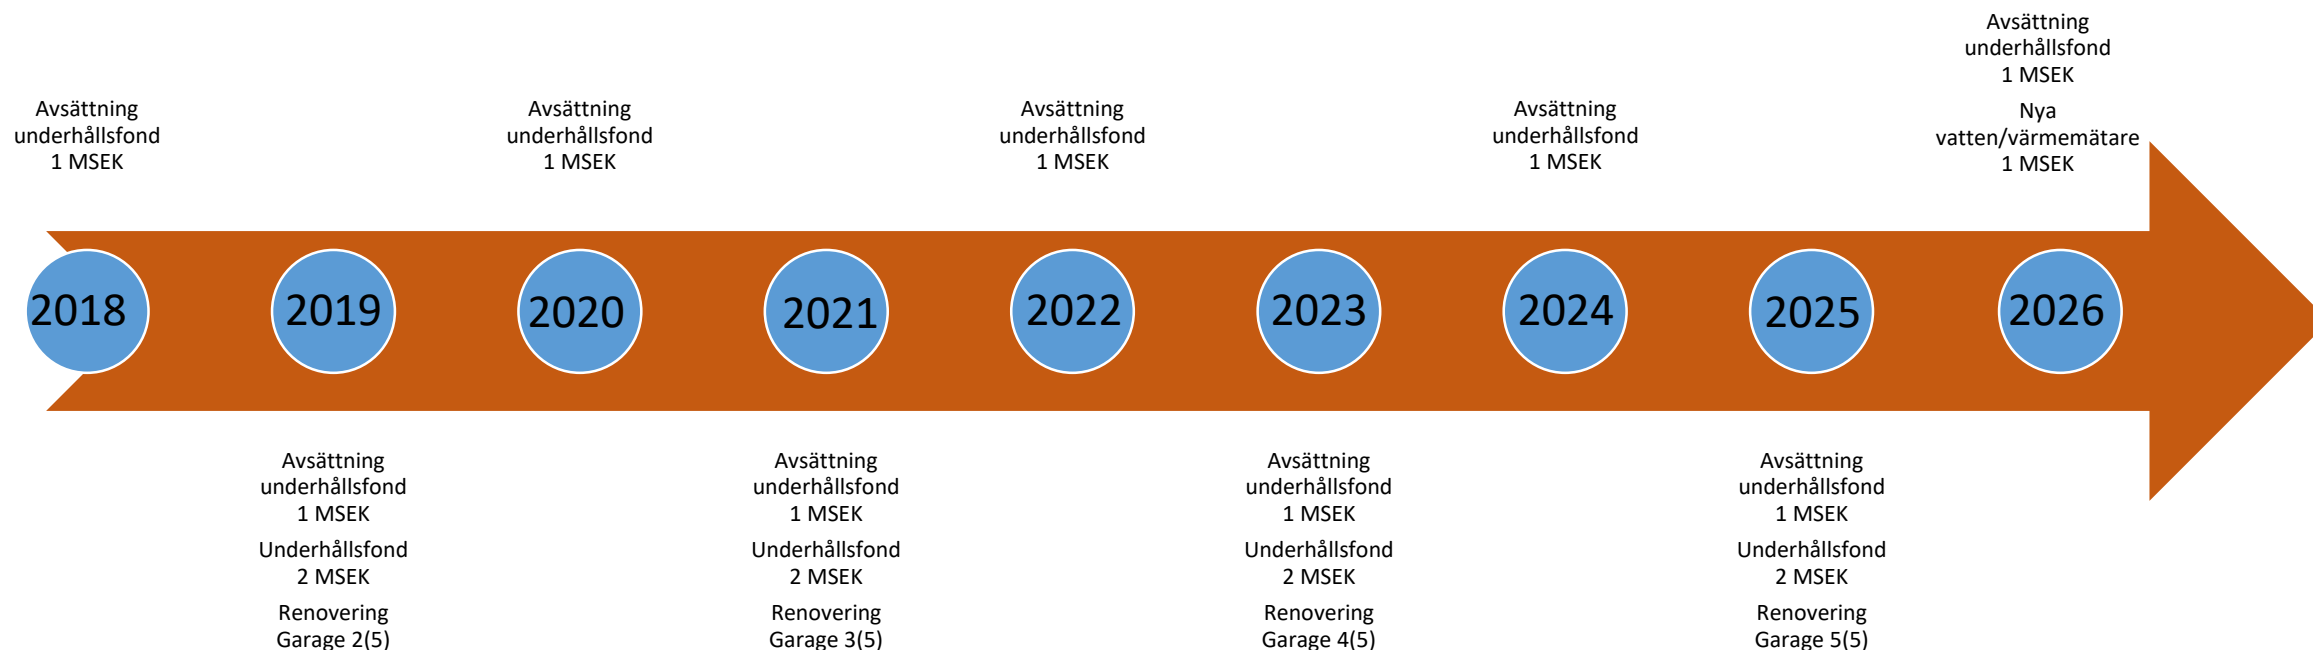 Avsättning
underhållsfond
1 MSEK
Avsättning
underhållsfond
1 MSEK
Avsättning
underhållsfond
1 MSEK
Avsättning
underhållsfond
1 MSEK
Avsättning
underhållsfond
1 MSEK
Nya
vatten/värmemätare
1 MSEK
2018
2019
2020
2021
2022
2023
2024
2025
2026
Avsättning
underhållsfond
1 MSEK
Underhållsfond
2 MSEK
Renovering
Garage 2(5)
Avsättning
underhållsfond
1 MSEK
Underhållsfond
2 MSEK
Renovering
Garage 3(5)
Avsättning
underhållsfond
1 MSEK
Underhållsfond
2 MSEK
Renovering
Garage 4(5)
Avsättning
underhållsfond
1 MSEK
Underhållsfond
2 MSEK
Renovering
Garage 5(5)